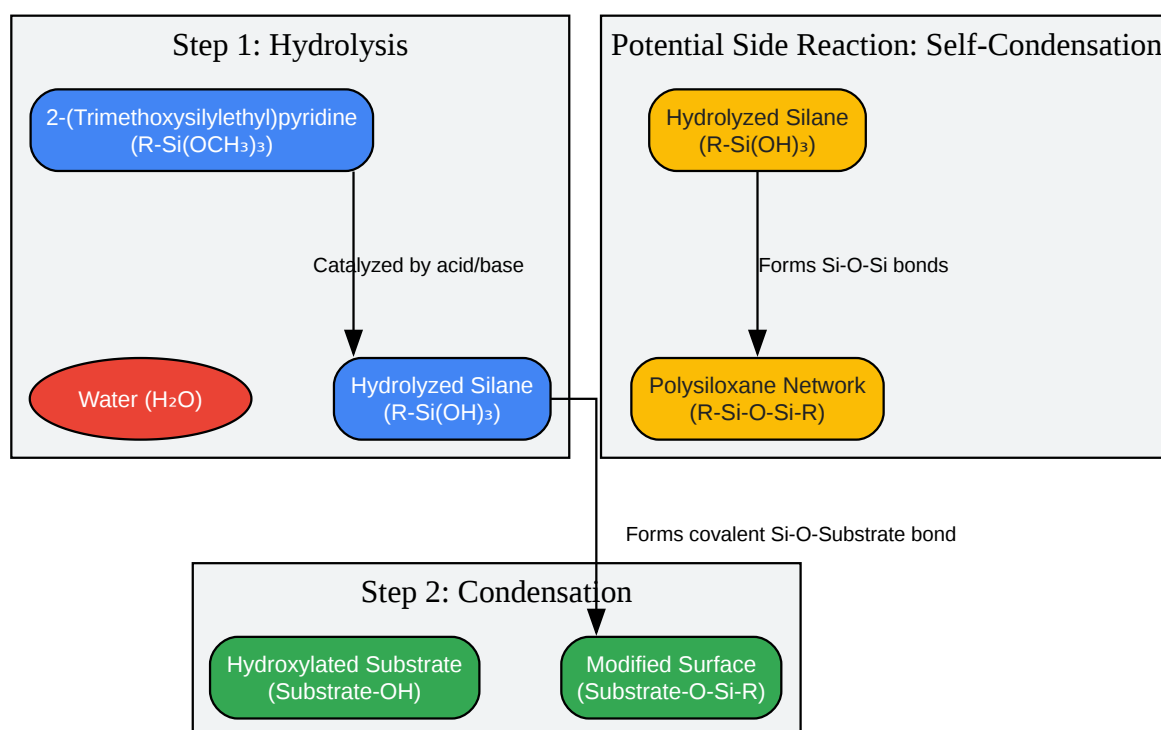 Step 1: Hydrolysis
2-(Trimethoxysilylethyl)pyridine
(R-Si(OCH₃)₃)
Catalyzed by acid/base
Water (H₂O)
Hydrolyzed Silane
(R-Si(OH)₃)
Potential Side Reaction: Self-Condensation
Hydrolyzed Silane
(R-Si(OH)₃)
Forms Si-O-Si bonds
Polysiloxane Network
(R-Si-O-Si-R)
Forms covalent Si-O-Substrate bond
Step 2: Condensation
Hydroxylated Substrate
(Substrate-OH)
Modified Surface
(Substrate-O-Si-R)